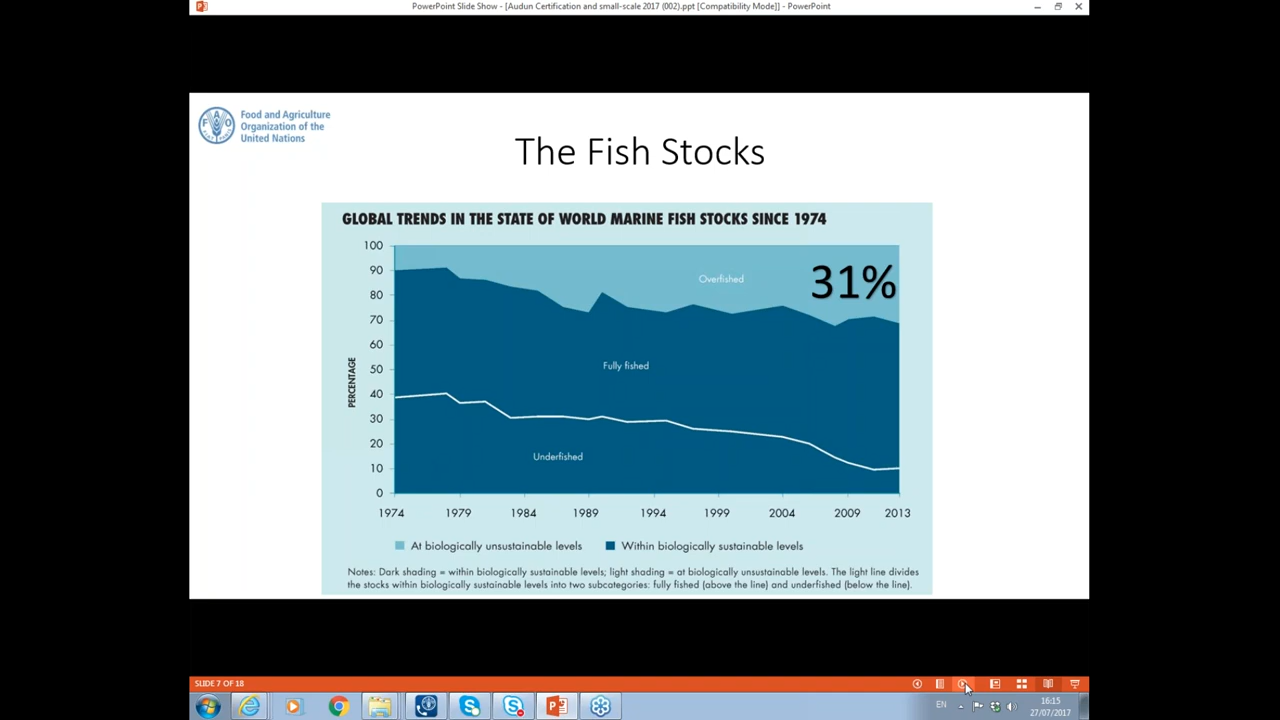 PowerPoint Slide Show - [Audun Certification and small-scale 2017 (002).ppt [Compatibility Mode]] - PowerPoint
Food and Agriculture
Organization of the
United Nations
The Fish Stocks
GLOBAL TRENDS IN THE STATE OF WORLD MARINE FISH STOCKS SINCE 1974
100
90
80
70
60
50
40
30
20
10
0
PERCENTAGE
Overfished
31%
Fully fished
Underfished
1974 1979 1984 1989 1994 1999 2004 2009 2013
At biologically unsustainable levels Within biologically sustainable levels
Notes: Dark shading = within biologically sustainable levels; light shading = at biologically unsustainable levels. The light line divides
the stocks within biologically sustainable levels into two subcategories: fully fished (above the line) and underfished (below the line).
SLIDE 7 OF 18
EN
16:15
27/07/2017